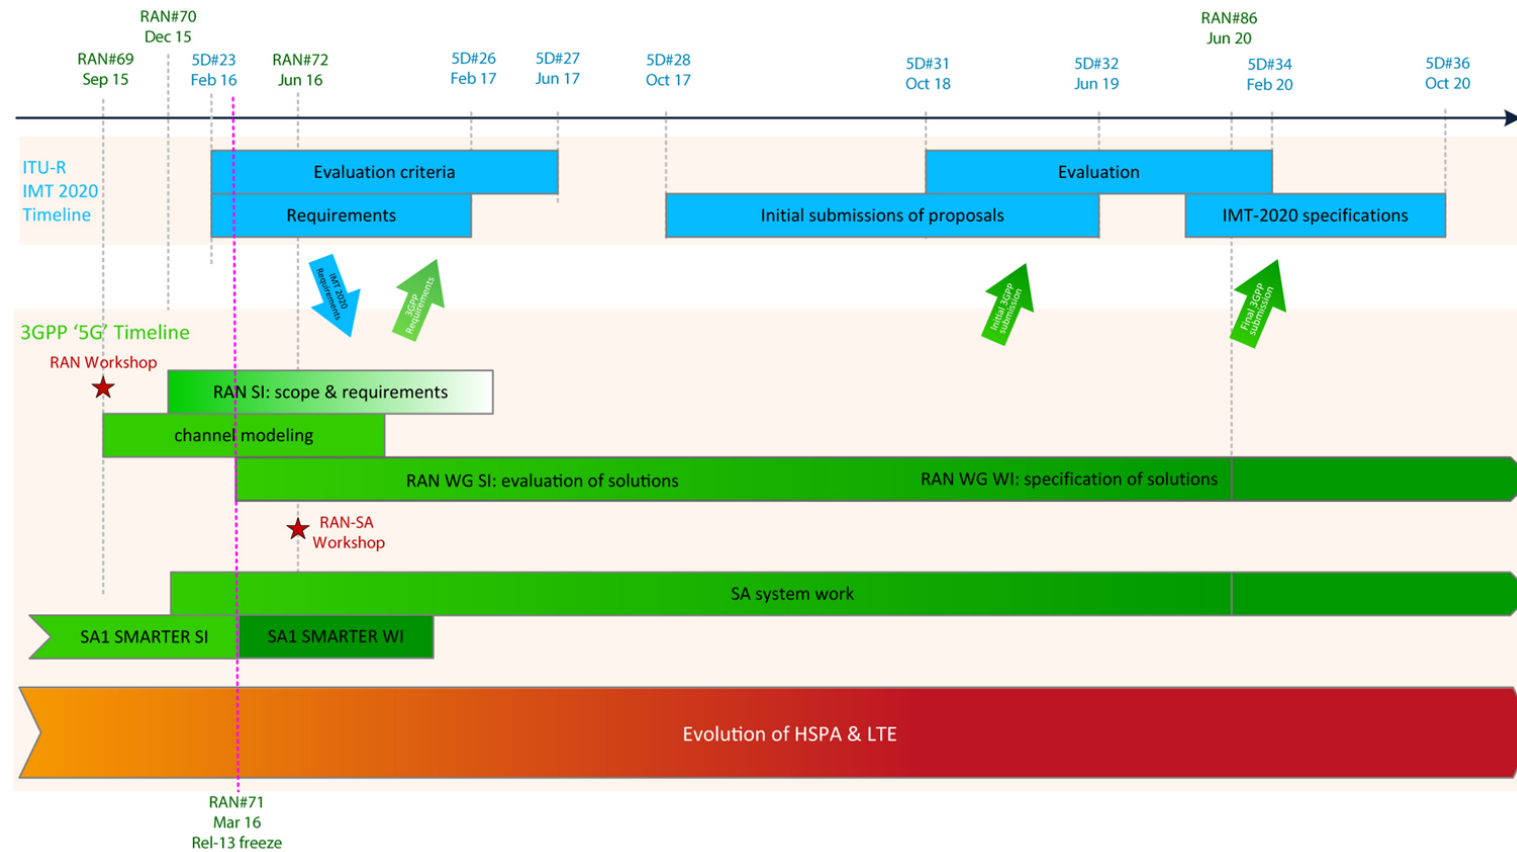 RAN#70
Dec 15
RAN#86
Jun 20
RAN#69
Sep 15
5D#23
Feb 16
RAN#72
Jun 16
5D#26
Feb 17
5D#27
Jun 17
5D#28
Oct 17
5D#31
Oct 18
5D#32
Jun 19
5D#34
Feb 20
5D#36
Oct 20
ITU-R
IMT 2020
Timeline
Evaluation criteria
Evaluation
Requirements
Initial submissions of proposals
IMT-2020 specifications
IMT 2020
Requirements
3GPP
Requirements
Initial 3GPP
submission
Final 3GPP
submission
3GPP ‘5G’ Timeline
RAN Workshop
RAN SI: scope & requirements
channel modeling
RAN WG SI: evaluation of solutions
RAN WG WI: specification of solutions
RAN-SA
Workshop
SA system work
SA1 SMARTER SI
SA1 SMARTER WI
Evolution of HSPA & LTE
RAN#71
Mar 16
Rel-13 freeze